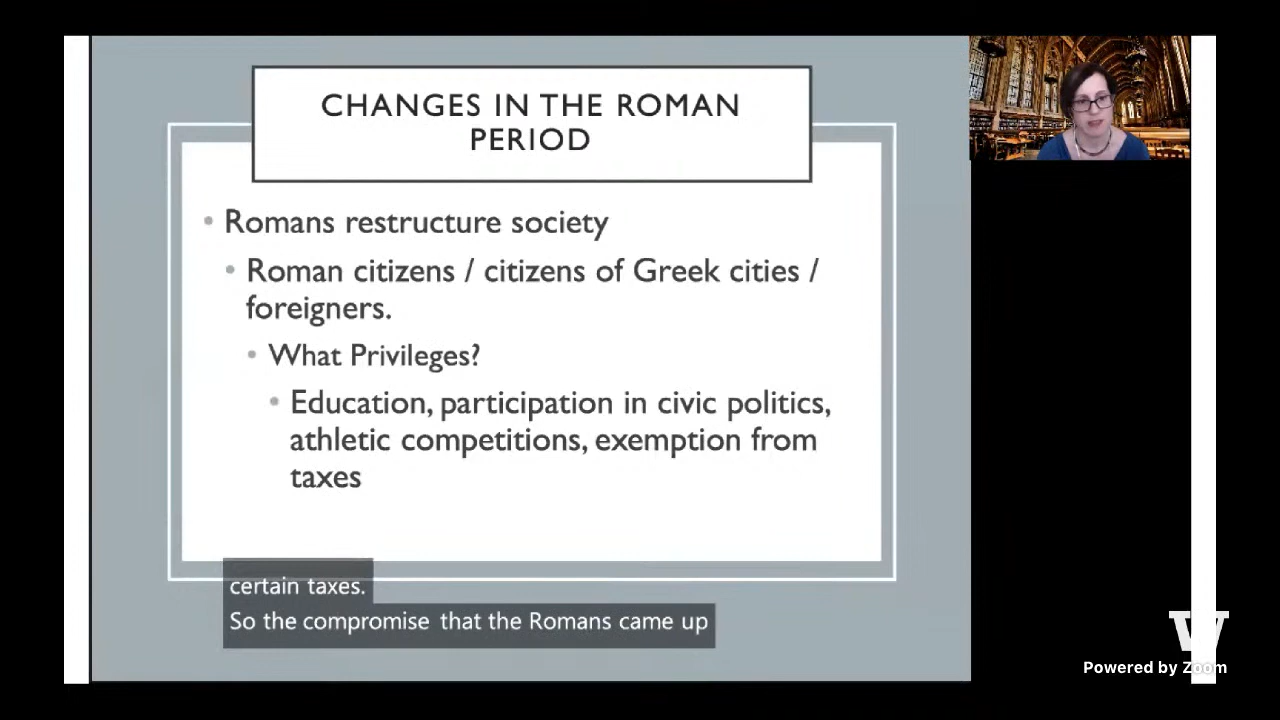 CHANGES IN THE ROMAN
PERIOD
• Romans restructure society
• Roman citizens / citizens of Greek cities /
foreigners.
• What Privileges?
• Education, participation in civic politics,
athletic competitions, exemption from
taxes
certain taxes.
So the compromise that the Romans came up
W
Powered by Zoom